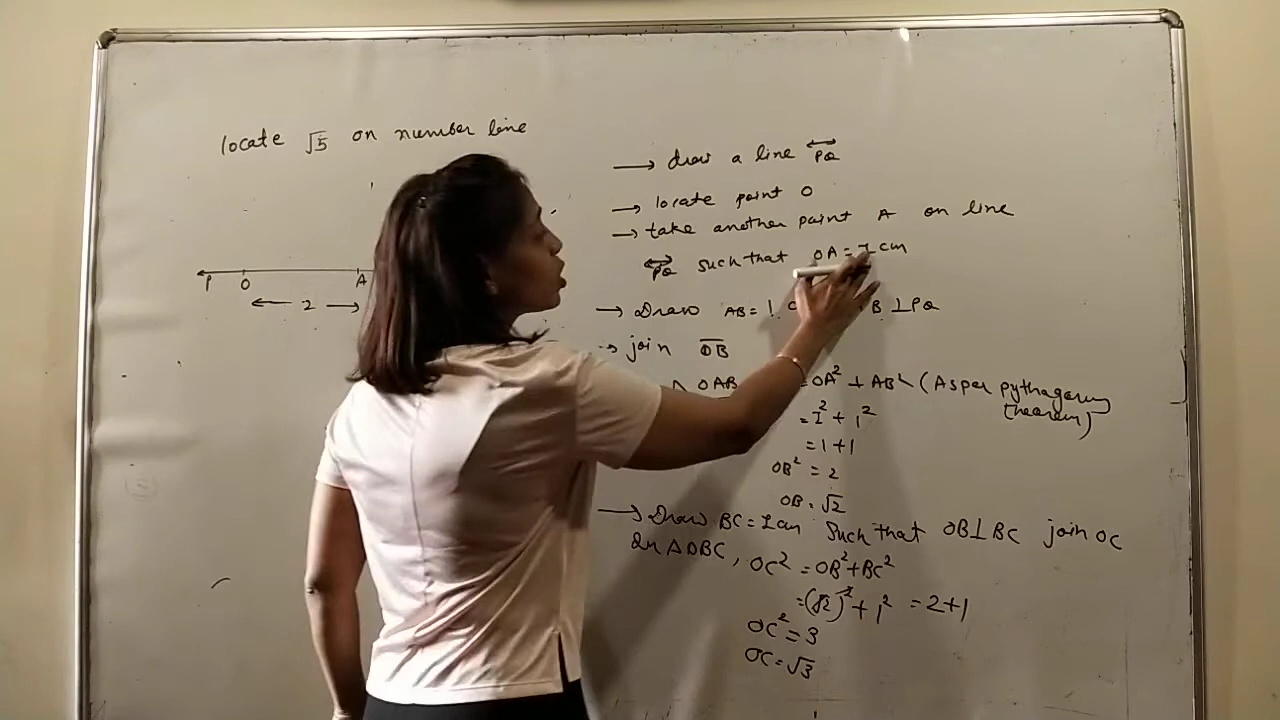 locate √5 on number line
→ draw a line PQ
→ locate point O
→ take another point A on line
PQ such that OA = 1 cm
P O A
2
→ Draw AB = 1 B ⊥ PQ
→ join OB
OAB = OA² + AB² (As per pythagorus
theorem)
= 1² + 1²
= 1 + 1
OB² = 2
OB = √2
→ Draw BC = 1 cm such that OB ⊥ BC join OC
In Δ OBC, OC² = OB² + BC²
= (√2)² + 1² = 2 + 1
OC² = 3
OC = √3